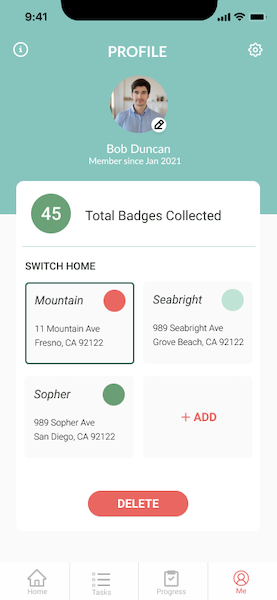 9:41
PROFILE
Bob Duncan
Member since Jan 2021
45 Total Badges Collected
SWITCH HOME
Mountain
11 Mountain Ave
Fresno, CA 92122
Seabright
989 Seabright Ave
Grove Beach, CA 92122
Sopher
989 Sopher Ave
San Diego, CA 92122
+ ADD
DELETE
Home Tasks Progress Me